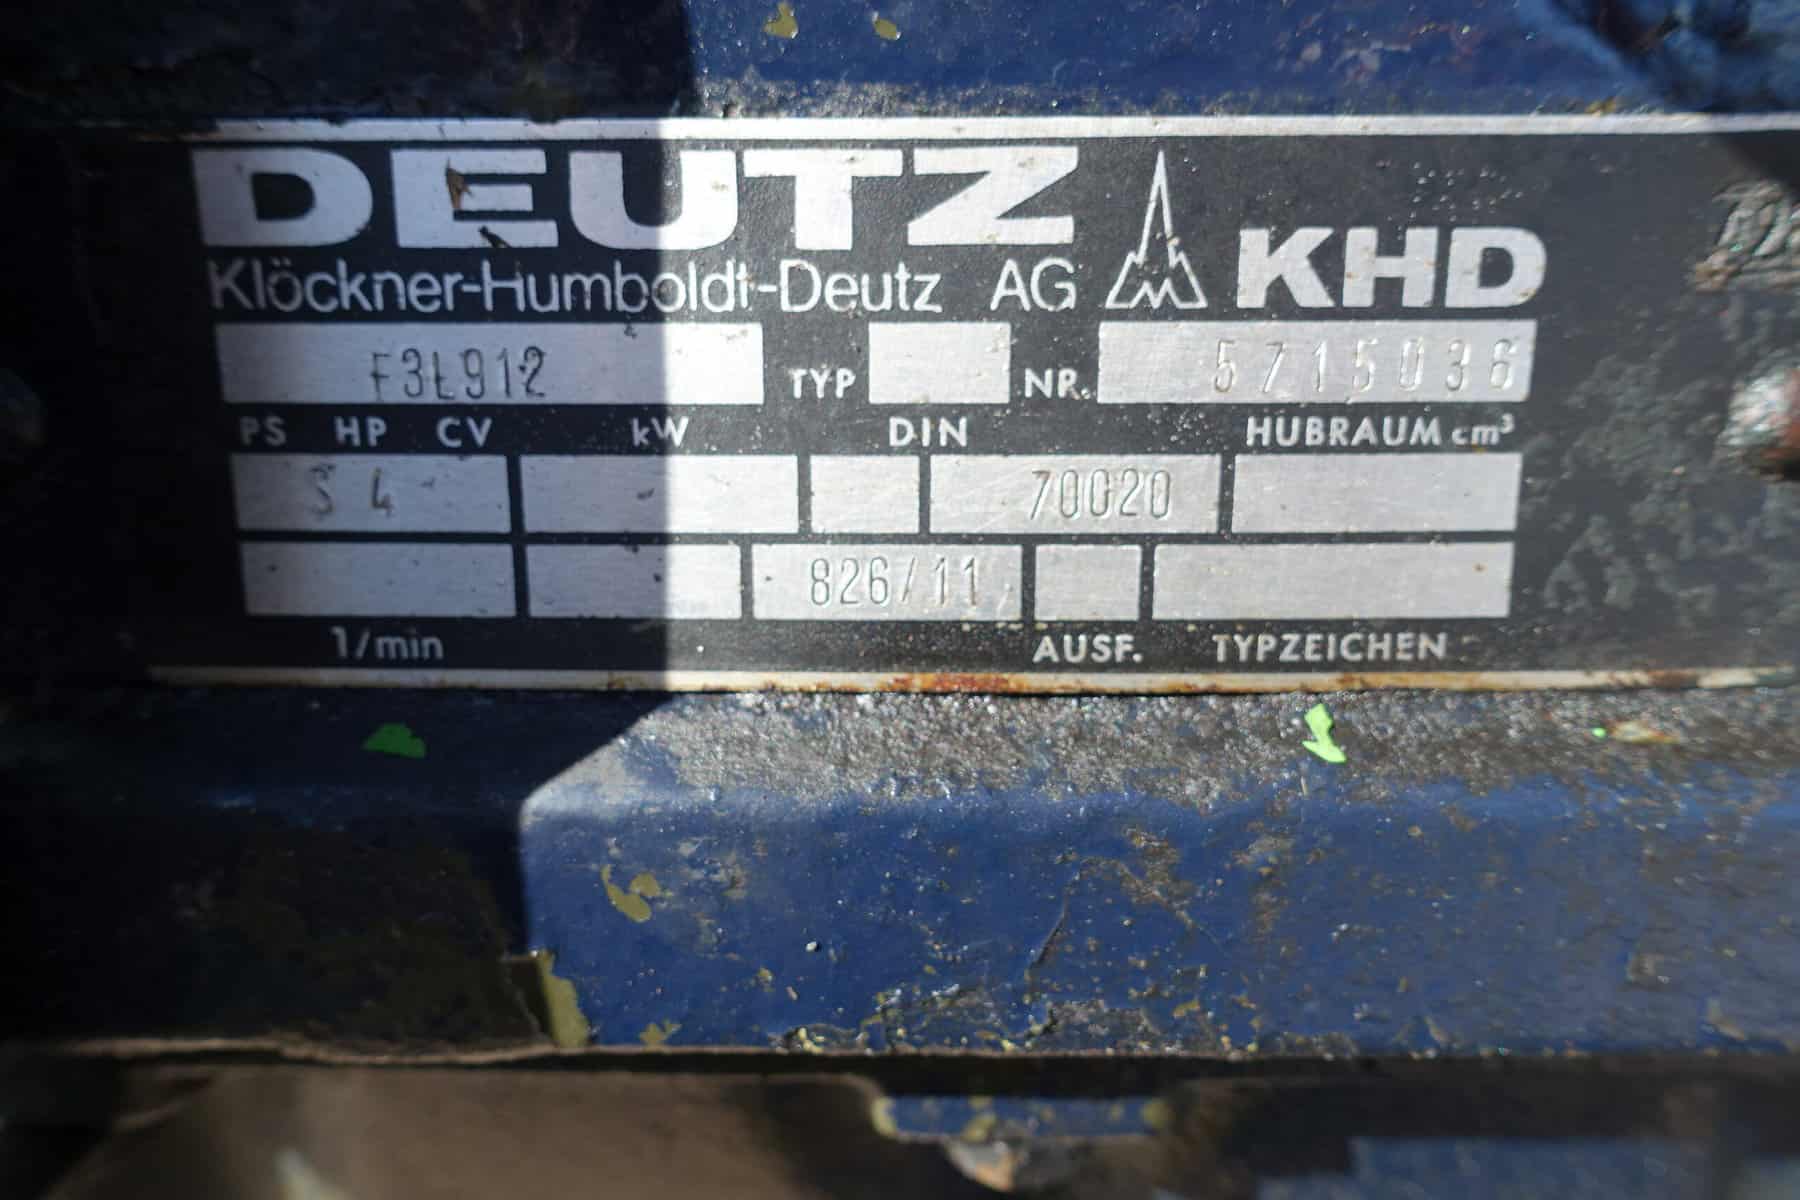 DEUTZ
Klöckner-Humboldt-Deutz AG KHD
F3L912 TYP NR. 5715036
PS HP CV kW DIN HUBRAUM cm³
S 4 70020
826/11
1/min AUSF. TYPZEICHEN